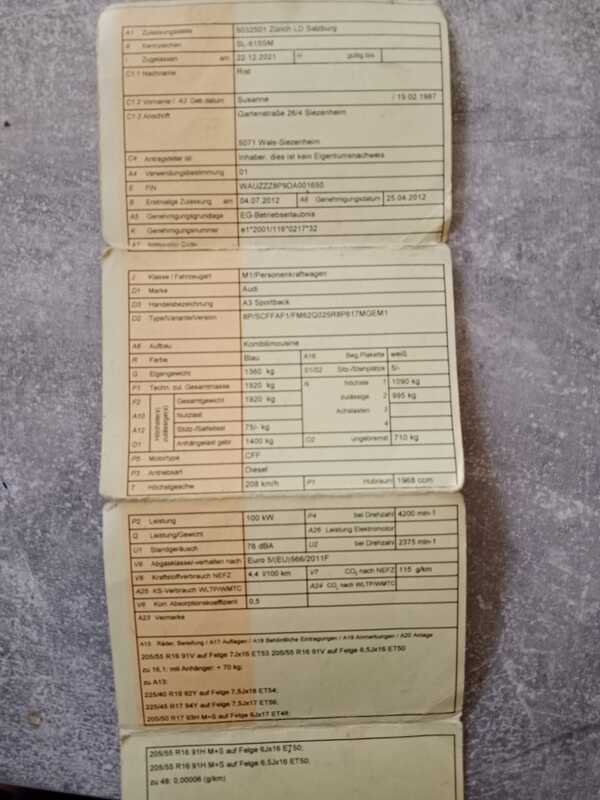 A1 Zulassungsstelle 5032501 Zürich LD Salzburg
A Kennzeichen SL-815GM
I Zugelassen am 22.12.2021 H gültig bis
C1.1 Nachname Rist
C1.2 Vorname / A3 Geb.datum Susanne / 19.02.1987
C1.3 Anschrift Gartenstraße 26/4 Siezenheim
5071 Wals-Siezenheim
C4 Antragsteller ist Inhaber, dies ist kein Eigentumsnachweis
A4 Verwendungsbestimmung 01
E FIN WAUZZZ8P9DA001650
B Erstmalige Zulassung am 04.07.2012 A6 Genehmigungsdatum 25.04.2012
A5 Genehmigungsgrundlage EG-Betriebserlaubnis
K Genehmigungsnummer e1*2001/116*0217*32
A7 Nationaler Code
J Klasse / Fahrzeugart M1/Personenkraftwagen
D1 Marke Audi
D3 Handelsbezeichnung A3 Sportback
D2 Type/Variante/Version 8P/SCFFAF1/FM62Q025R8P817MGEM1
A8 Aufbau Kombilimousine
R Farbe Blau A16 Beg.Plakette weiß
G Eigengewicht 1360 kg S1/S2 Sitz-/Stehplätze 5/-
F1 Techn. zul. Gesamtmasse 1920 kg N höchste 1 1090 kg
F2 Höchste(s) zulässige(s) Gesamtgewicht 1920 kg zulässige 2 995 kg
A10 Nutzlast Achslasten 3
A12 Stütz-/Sattellast 75/- kg 4
O1 Anhängelast gebr. 1400 kg O2 ungebremst 710 kg
P5 Motortype CFF
P3 Antriebsart Diesel
T Höchstgeschw. 208 km/h P1 Hubraum 1968 ccm
P2 Leistung 100 kW P4 bei Drehzahl 4200 min-1
Q Leistung/Gewicht A26 Leistung Elektromotor
U1 Standgeräusch 76 dBA U2 bei Drehzahl 2375 min-1
V9 Abgasklasse/-verhalten nach Euro 5/(EU)566/2011F
V8 Kraftstoffverbrauch NEFZ 4,4 l/100 km V7 CO2 nach NEFZ 115 g/km
A25 KS-Verbrauch WLTP/WMTC A24 CO2 nach WLTP/WMTC
V6 Korr. Absorptionskoeffizient 0,5
A23 Vermerke
A13 Räder, Bereifung / A17 Auflagen / A18 Behördliche Eintragungen / A19 Anmerkungen / A20 Anlage
205/55 R16 91V auf Felge 7Jx16 ET53 205/55 R16 91V auf Felge 6,5Jx16 ET50
zu 16,1: mit Anhänger: + 70 kg;
zu A13:
225/40 R18 92Y auf Felge 7,5Jx18 ET54;
225/45 R17 94Y auf Felge 7,5Jx17 ET56;
205/50 R17 93H M+S auf Felge 6Jx17 ET48;
205/55 R16 91H M+S auf Felge 6Jx16 ET50;
205/55 R16 91H M+S auf Felge 6,5Jx16 ET50;
zu 48: 0,00006 (g/km)